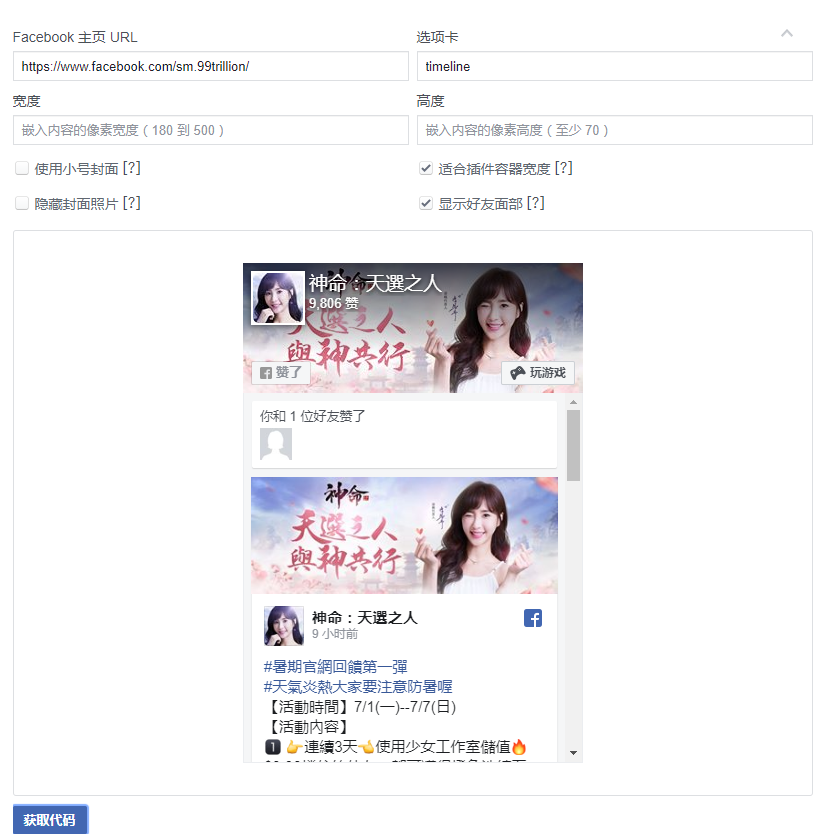 Facebook 主页 URL
选项卡
https://www.facebook.com/sm.99trillion/
timeline
宽度
高度
嵌入内容的像素宽度（180 到 500）
嵌入内容的像素高度（至少 70）
使用小号封面 [?]
适合插件容器宽度 [?]
隐藏封面照片 [?]
显示好友面部 [?]
神命：天選之人
9,806 赞
神命
天選之人
與神共行
赞了
玩游戏
你和 1 位好友赞了
神命
天選之人
與神共行
神命：天選之人
9 小时前
#暑期官網回饋第一彈
#天氣炎熱大家要注意防暑喔
【活動時間】7/1(一)--7/7(日)
【活動內容】
1️⃣ 👉連續3天👈使用少女工作室儲值🔥
获取代码